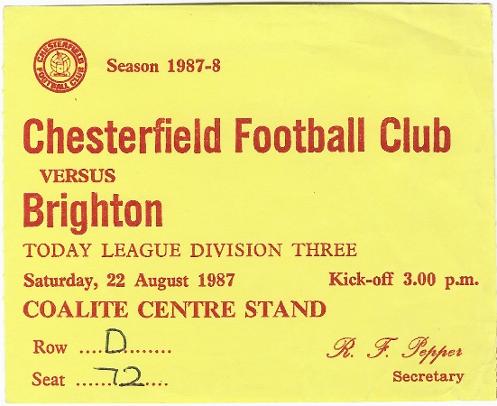 CHESTERFIELD FOOTBALL CLUB
Season 1987-8
Chesterfield Football Club
VERSUS
Brighton
TODAY LEAGUE DIVISION THREE
Saturday, 22 August 1987 Kick-off 3.00 p.m.
COALITE CENTRE STAND
Row ....D........
Seat ......72....
R. F. Pepper
Secretary